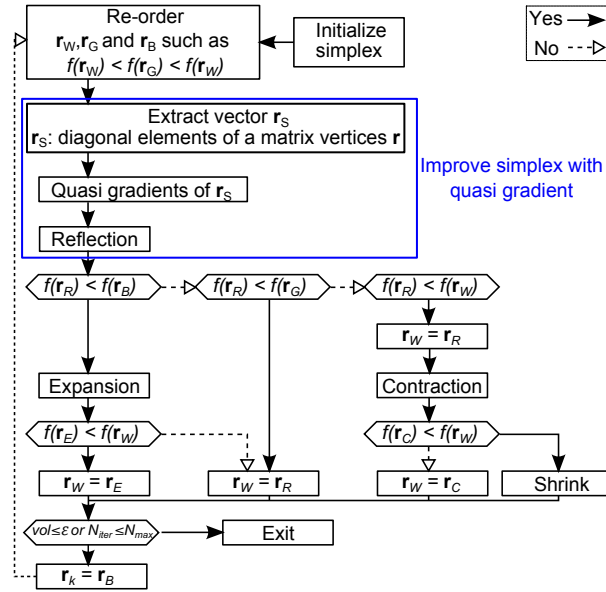 Re-order
r_W, r_G and r_B such as
f(r_W) < f(r_G) < f(r_W)
Initialize
simplex
Yes
No
Extract vector r_S
r_S: diagonal elements of a matrix vertices r
Quasi gradients of r_S
Reflection
Improve simplex with
quasi gradient
f(r_R) < f(r_B)
f(r_R) < f(r_G)
f(r_R) < f(r_W)
r_W = r_R
Expansion
Contraction
f(r_E) < f(r_W)
f(r_C) < f(r_W)
r_W = r_E
r_W = r_R
r_W = r_C
Shrink
vol≤ε or N_iter ≤N_max
Exit
r_k = r_B